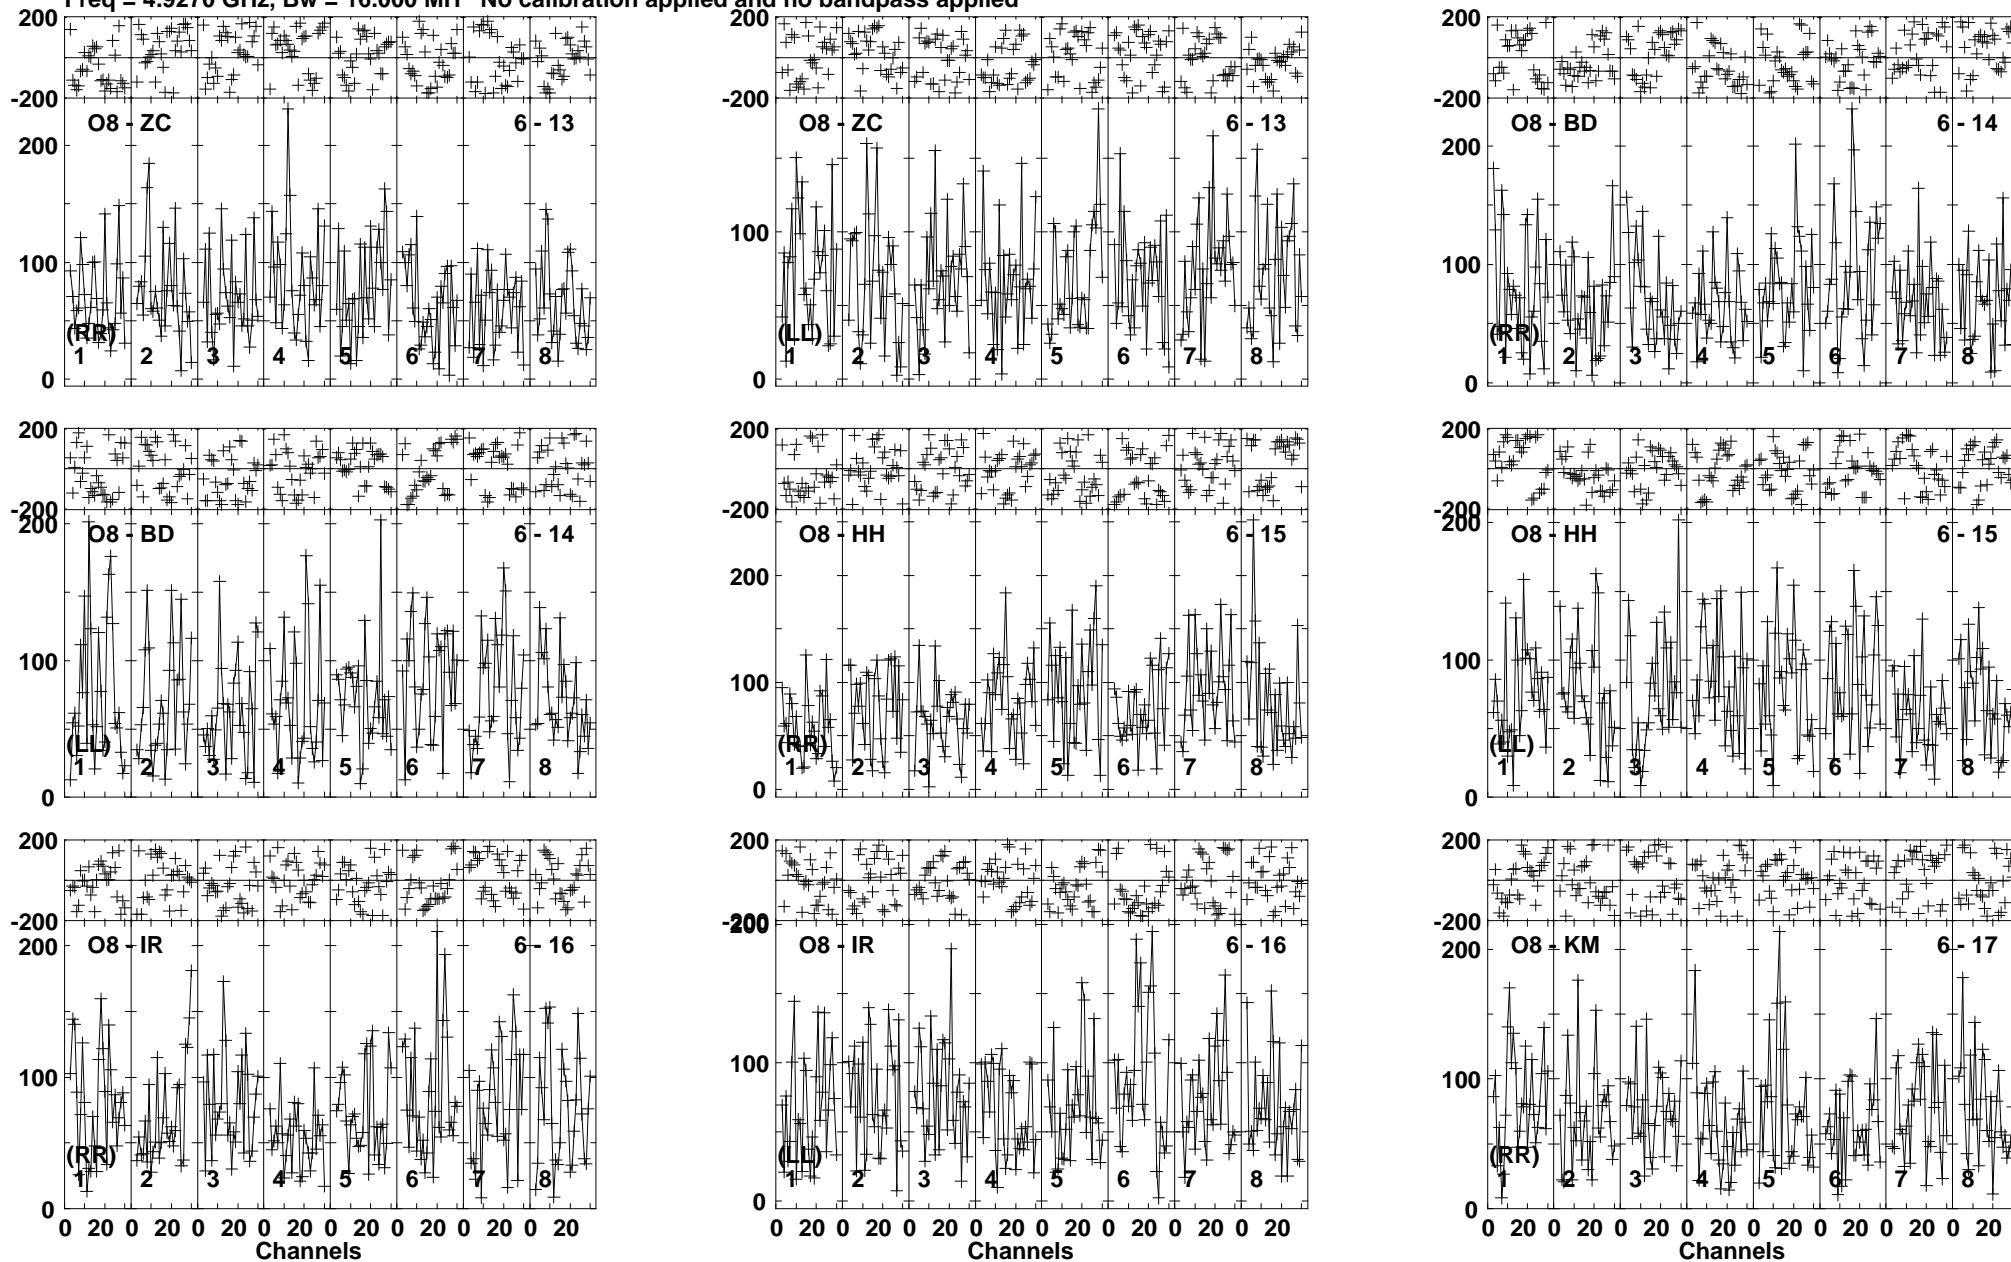 Freq = 4.9270 GHz, Bw = 16.000 MH No calibration applied and no bandpass applied
200 200 200
-200 -200 -200
O8 - ZC 6 - 13 O8 - ZC 6 - 13 O8 - BD 6 - 14
200 200
100 100 100
(RR) (LL) (RR)
1 2 3 4 5 6 7 8 1 2 3 4 5 6 7 8 1 2 3 4 5 6 7 8
0 0 0
200 200 200
-200 -200 -200
200 200
O8 - BD 6 - 14 O8 - HH 6 - 15 O8 - HH 6 - 15
200
100 100 100
(LL) (RR) (LL)
1 2 3 4 5 6 7 8 1 2 3 4 5 6 7 8 1 2 3 4 5 6 7 8
0 0 0
200 200 200
-200 -200 -200
200
O8 - IR 6 - 16 O8 - IR 6 - 16 O8 - KM 6 - 17
200 200
100 100 100
(RR) (LL) (RR)
1 2 3 4 5 6 7 8 1 2 3 4 5 6 7 8 1 2 3 4 5 6 7 8
0 0 0
0 20 0 20 0 20 0 20 0 20 0 20 0 20 0 20 0 20 0 20 0 20 0 20 0 20 0 20 0 20 0 20 0 20 0 20 0 20 0 20 0 20 0 20 0 20 0 20
Channels Channels Channels